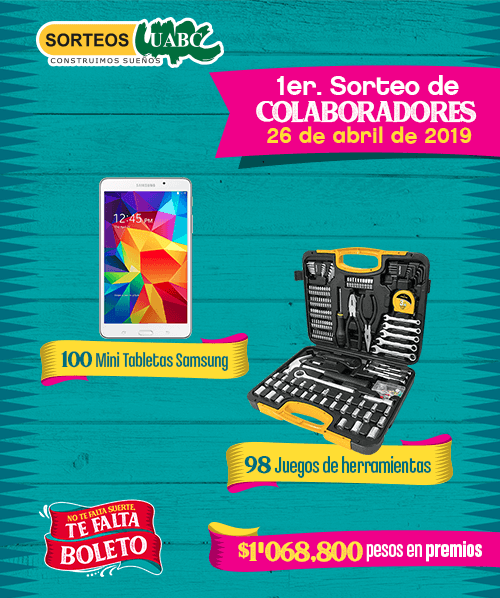 SORTEOS UABC
CONSTRUIMOS SUEÑOS
1er. Sorteo de
COLABORADORES
26 de abril de 2019
SAMSUNG
12:45 PM
100 Mini Tabletas Samsung
98 Juegos de herramientas
NO TE FALTA SUERTE,
TE FALTA
BOLETO
$1'068,800 pesos en premios